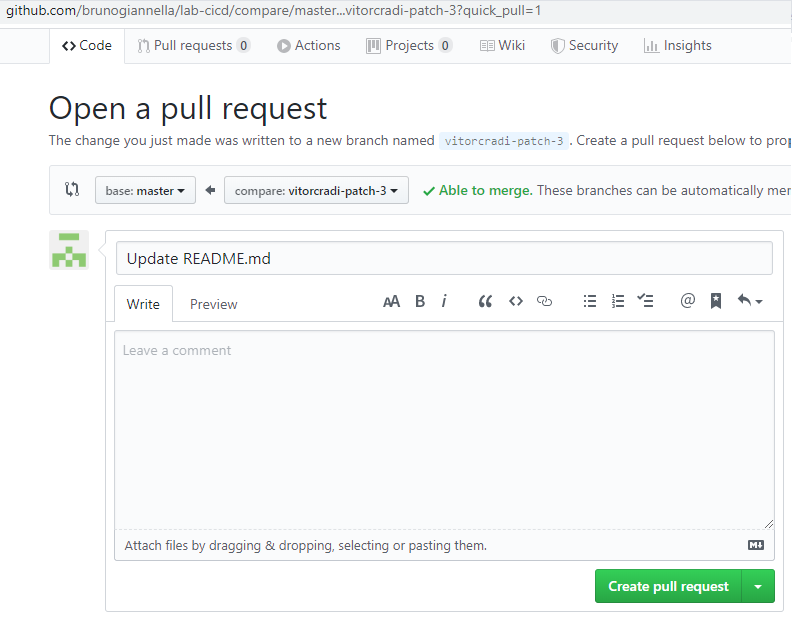 github.com/brunogiannella/lab-cicd/compare/master...vitorcradi-patch-3?quick_pull=1
Code Pull requests 0 Actions Projects 0 Wiki Security Insights
Open a pull request
The change you just made was written to a new branch named vitorcradi-patch-3 . Create a pull request below to
base: master compare: vitorcradi-patch-3 Able to merge. These branches can be automatically
Update README.md
Write Preview AA B i @
Leave a comment
Attach files by dragging & dropping, selecting or pasting them.
Create pull request